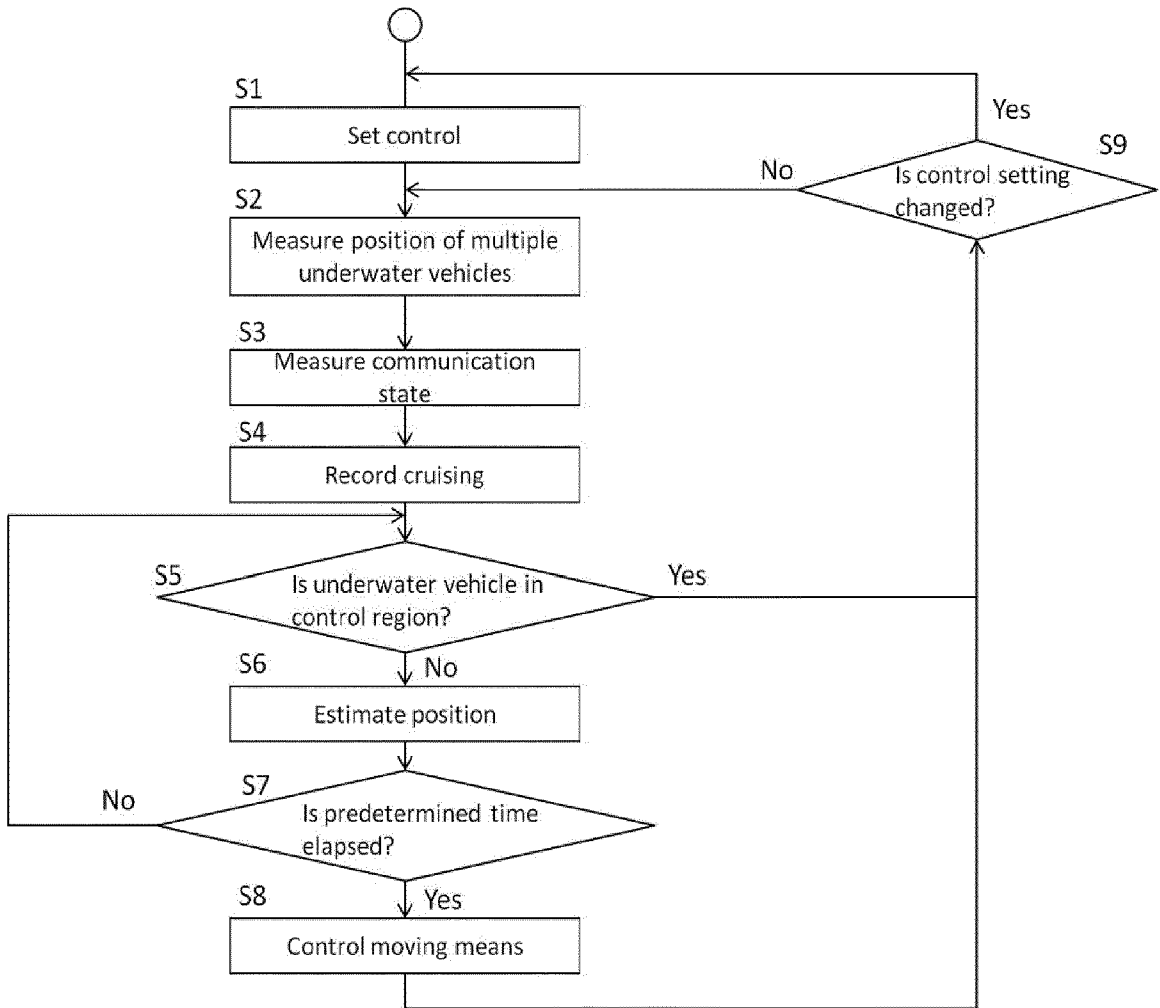 S1
Set control
Yes
S9
Is control setting
changed?
No
S2
Measure position of multiple
underwater vehicles
S3
Measure communication
state
S4
Record cruising
S5
Is underwater vehicle in
control region?
Yes
No
S6
Estimate position
S7
Is predetermined time
elapsed?
No
Yes
S8
Control moving means